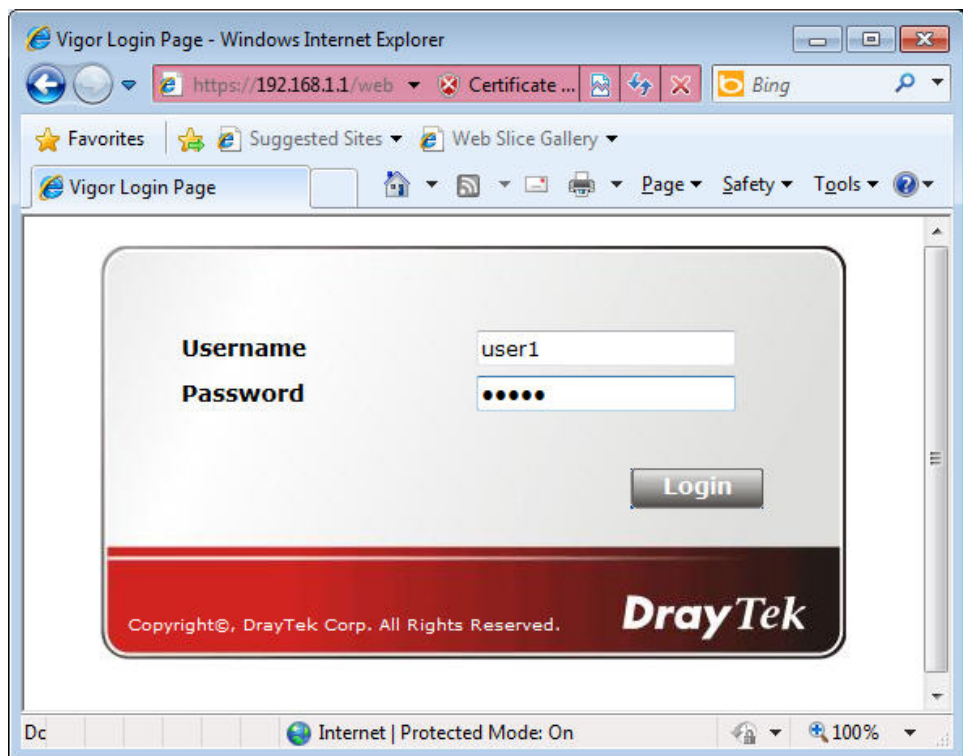 Vigor Login Page - Windows Internet Explorer
https://192.168.1.1/web Certificate ... Bing
Favorites Suggested Sites Web Slice Gallery
Vigor Login Page Page Safety Tools
Username user1
Password •••••
Login
Copyright©, DrayTek Corp. All Rights Reserved. DrayTek
Dc Internet | Protected Mode: On 100%